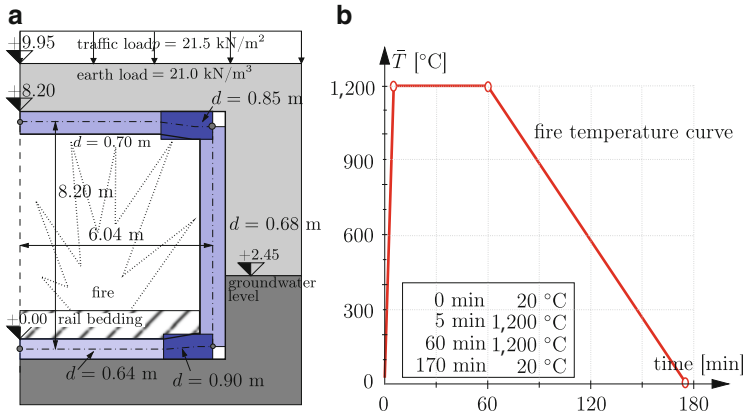 a
+9.95
traffic load p = 21.5 kN/m²
earth load = 21.0 kN/m³
+8.20
d = 0.85 m
d = 0.70 m
8.20 m
6.04 m
d = 0.68 m
+2.45
groundwater
level
fire
+0.00
rail bedding
d = 0.64 m
d = 0.90 m
b
T̄ [°C]
1,200
900
600
300
0
fire temperature curve
0 min 20 °C
5 min 1,200 °C
60 min 1,200 °C
170 min 20 °C
time [min]
0 60 120 180